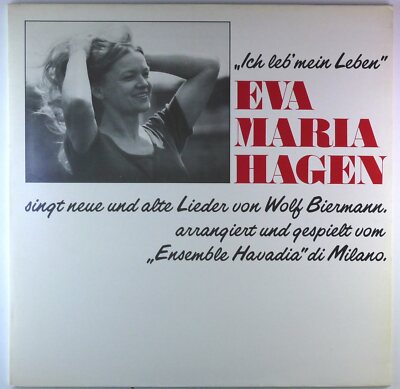 „Ich leb' mein Leben”
EVA
MARIA
HAGEN
singt neue und alte Lieder von Wolf Biermann.
arrangiert und gespielt vom
„Ensemble Havadia” di Milano.